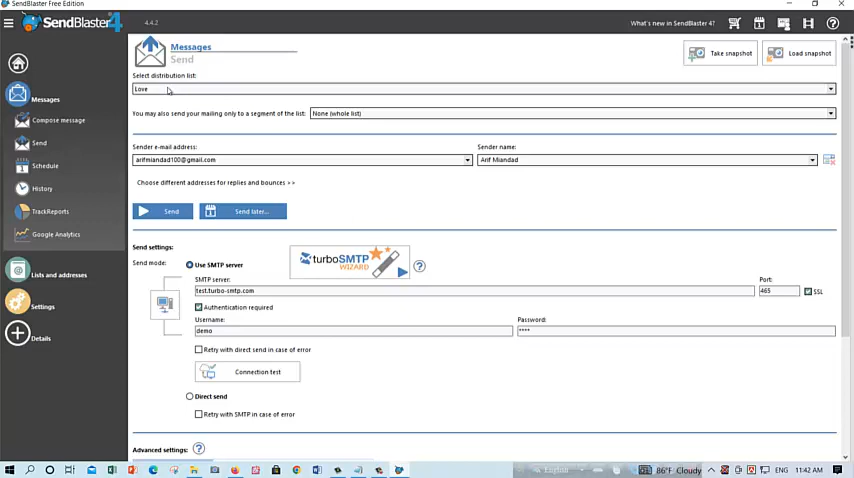 SendBlaster Free Edition
SendBlaster 4
4.4.2
What's new in SendBlaster 4?
Messages
Send
Take snapshot
Load snapshot
Select distribution list:
Love
You may also send your mailing only to a segment of the list:
None (whole list)
Sender e-mail address:
Sender name:
arifmiandad100@gmail.com
Arif Miandad
Choose different addresses for replies and bounces >>
Send
Send later...
Messages
Compose message
Send
Schedule
History
TrackReports
Google Analytics
Lists and addresses
Settings
Details
Send settings:
Send mode:
Use SMTP server
turboSMTP
WIZARD
SMTP server:
Port:
test.turbo-smtp.com
465
SSL
Authentication required
Username:
Password:
demo
****
Retry with direct send in case of error
Connection test
Direct send
Retry with SMTP in case of error
Advanced settings:
English
86°F Cloudy
ENG
11:42 AM